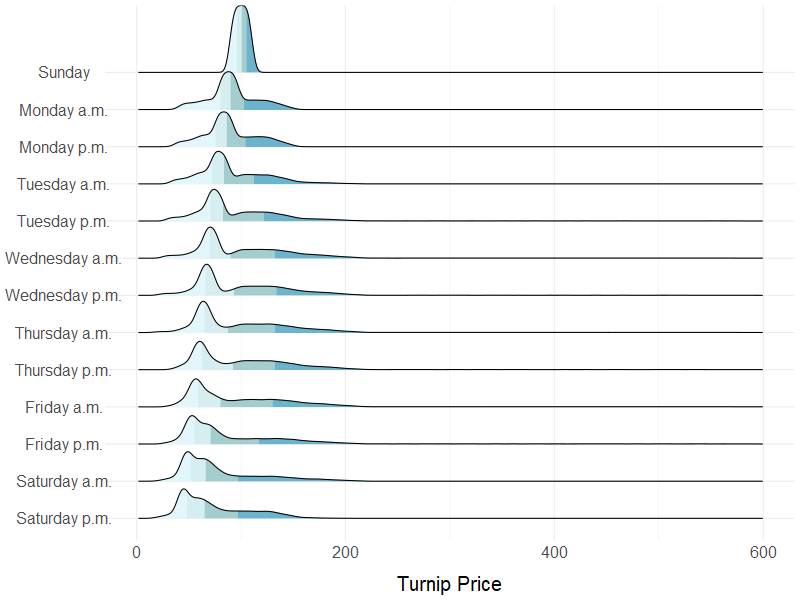 Sunday
Monday a.m.
Monday p.m.
Tuesday a.m.
Tuesday p.m.
Wednesday a.m.
Wednesday p.m.
Thursday a.m.
Thursday p.m.
Friday a.m.
Friday p.m.
Saturday a.m.
Saturday p.m.
0 200 400 600
Turnip Price